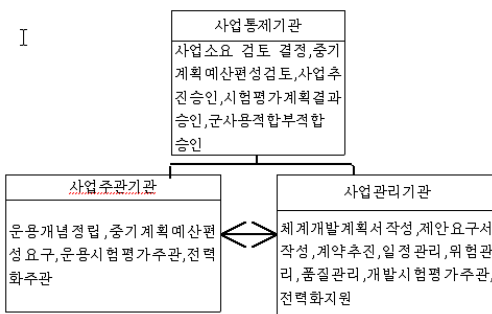 사업통제기관
사업소요 검토 결정,중기
계획예산편성검토,사업추
진승인,시험평가계획결과
승인,군사용적합부적합
승인
사업주관기관
운용개념정립,중기계획예산편
성요구,운용시험평가주관,전력
화주관
사업관리기관
체계개발계획서작성,제안요구서
작성,계약추진,일정관리,위험관
리,품질관리,개발시험평가주관,
전력화지원